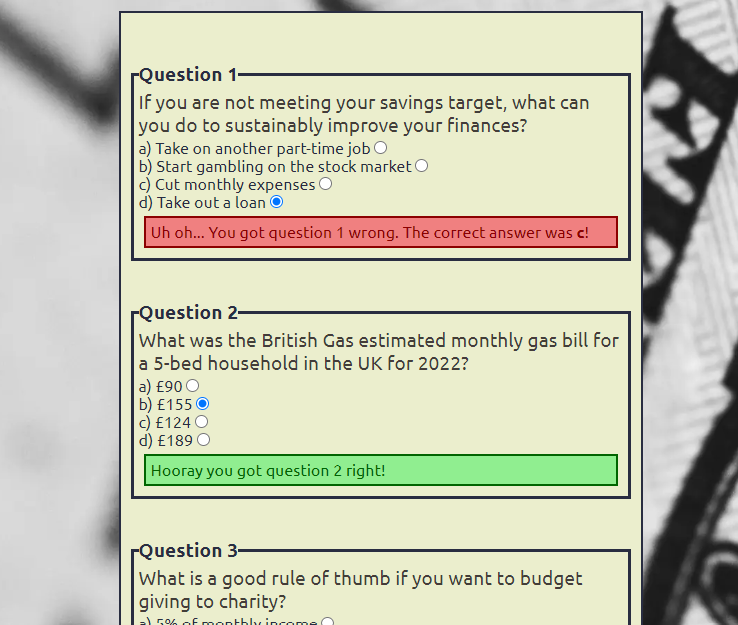 Question 1
If you are not meeting your savings target, what can
you do to sustainably improve your finances?
a) Take on another part-time job
b) Start gambling on the stock market
c) Cut monthly expenses
d) Take out a loan
Uh oh... You got question 1 wrong. The correct answer was c!
Question 2
What was the British Gas estimated monthly gas bill for
a 5-bed household in the UK for 2022?
a) £90
b) £155
c) £124
d) £189
Hooray you got question 2 right!
Question 3
What is a good rule of thumb if you want to budget
giving to charity?
a) 5% of monthly income